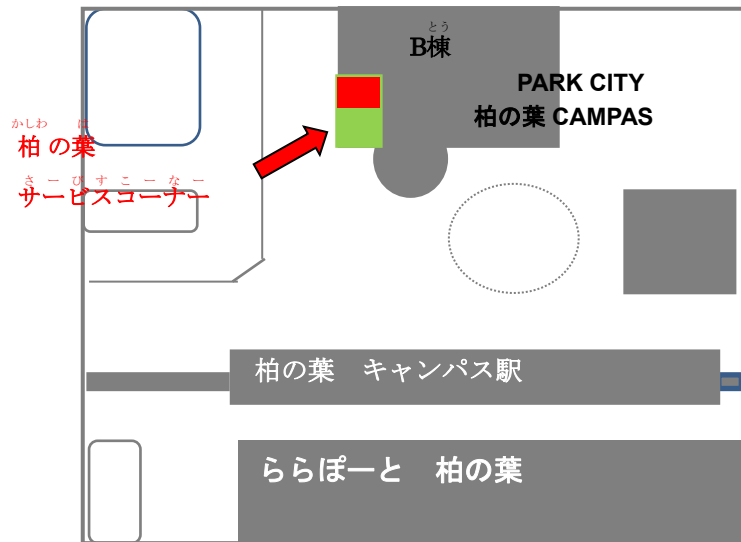 とう
B棟
PARK CITY
柏の葉 CAMPAS
かしわ は
柏の葉
さーびすこーなー
サービスコーナー
柏の葉　キャンパス駅
ららぽーと　柏の葉